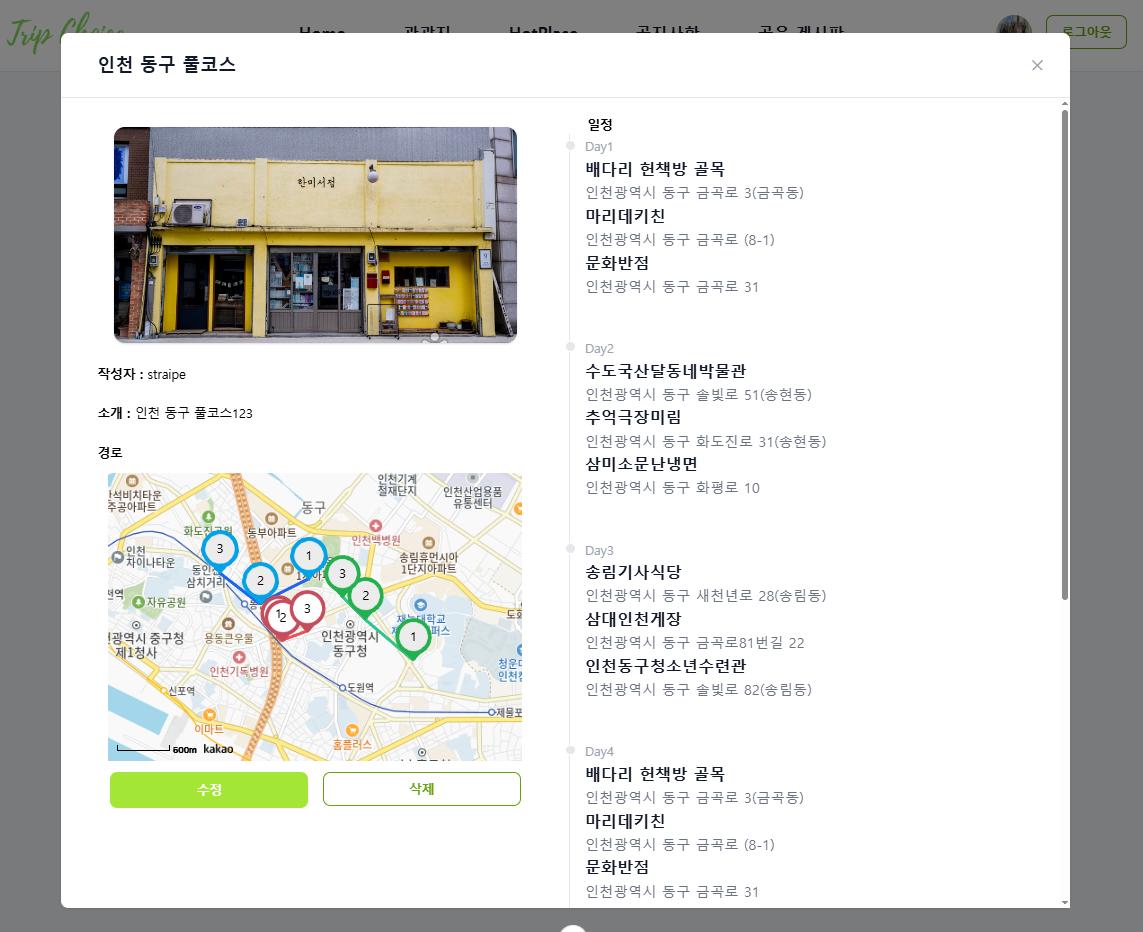 Trip Choice
Home 관광지 HotPlace 공지사항 공유 게시판 로그아웃
인천 동구 풀코스
한미서점
작성자 : straipe
소개 : 인천 동구 풀코스123
경로
인천기계
절재단지
인천산업용품
유통센터
동구
만석비치타운
주공아파트
화도진공원
동부아파트
인천백병원
인천
차이나타운
송림휴먼시아
1단지아파트
삼치거리
자유공원
인천광역시
동구청
제1청사
용동큰우물
인천기독병원
도원역
신포역
제물포
이마트
홈플러스
600m kakao
3
1
3
2
2
2
3
1
수정
삭제
일정
Day1
배다리 헌책방 골목
인천광역시 동구 금곡로 3(금곡동)
마리데키친
인천광역시 동구 금곡로 (8-1)
문화반점
인천광역시 동구 금곡로 31
Day2
수도국산달동네박물관
인천광역시 동구 솔빛로 51(송현동)
추억극장미림
인천광역시 동구 화도진로 31(송현동)
삼미소문난냉면
인천광역시 동구 화평로 10
Day3
송림기사식당
인천광역시 동구 새천년로 28(송림동)
삼대인천게장
인천광역시 동구 금곡로81번길 22
인천동구청소년수련관
인천광역시 동구 솔빛로 82(송림동)
Day4
배다리 헌책방 골목
인천광역시 동구 금곡로 3(금곡동)
마리데키친
인천광역시 동구 금곡로 (8-1)
문화반점
인천광역시 동구 금곡로 31